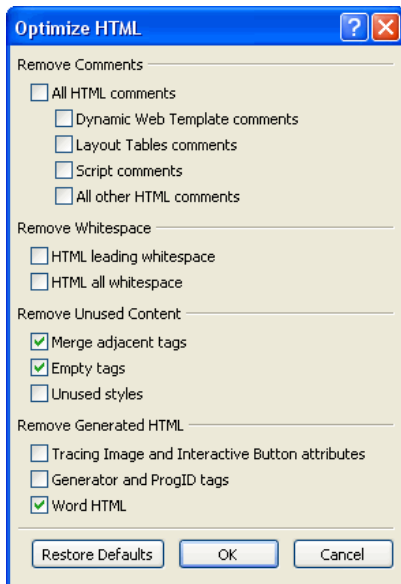 Optimize HTML
Remove Comments
All HTML comments
Dynamic Web Template comments
Layout Tables comments
Script comments
All other HTML comments
Remove Whitespace
HTML leading whitespace
HTML all whitespace
Remove Unused Content
Merge adjacent tags
Empty tags
Unused styles
Remove Generated HTML
Tracing Image and Interactive Button attributes
Generator and ProgID tags
Word HTML
Restore Defaults OK Cancel